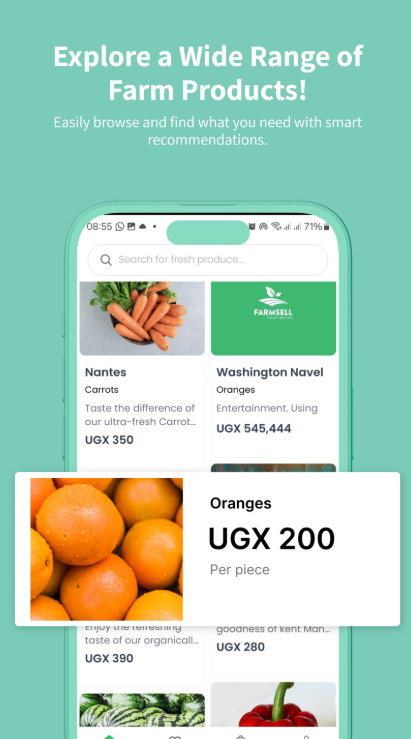 Explore a Wide Range of
Farm Products!
Easily browse and find what you need with smart
recommendations.
08:55
71%
Search for fresh produce...
FARMSELL
Nantes
Carrots
Taste the difference of
our ultra-fresh Carrot...
UGX 350
Washington Navel
Oranges
Entertainment. Using
UGX 545,444
Oranges
UGX 200
Per piece
Enjoy the refreshing
taste of our organicall...
UGX 390
goodness of kent Man...
UGX 280